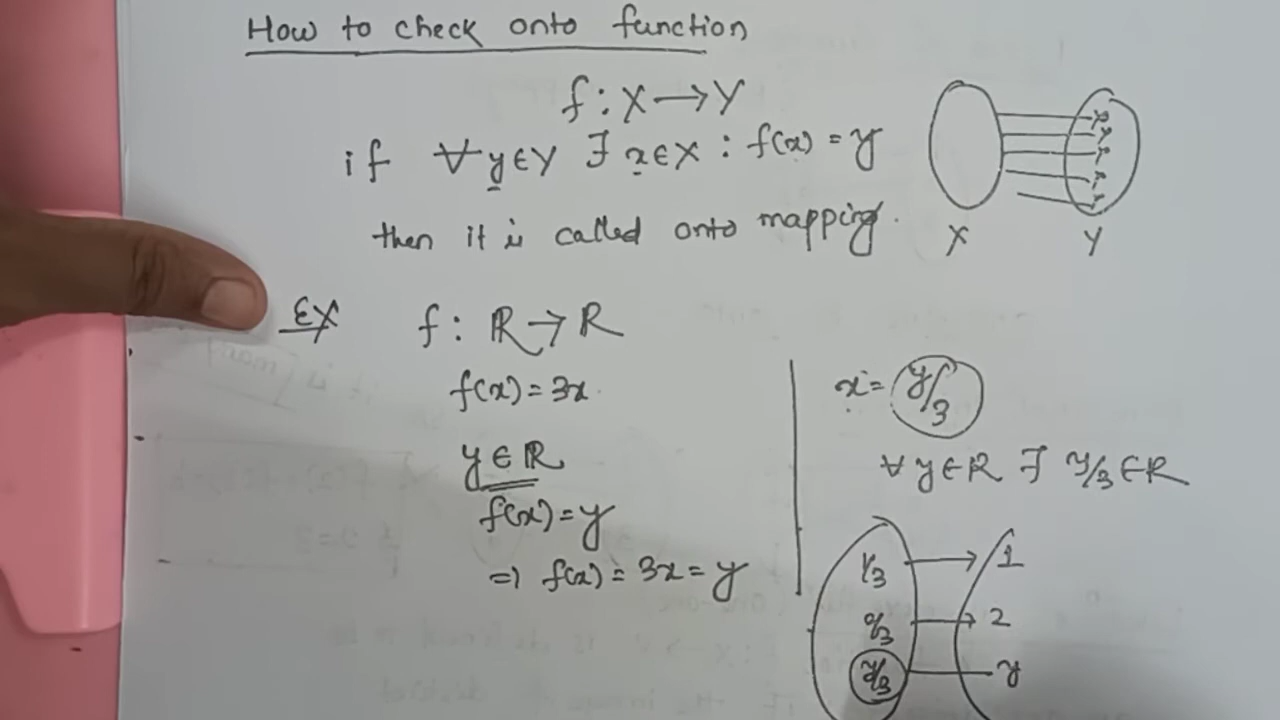 How to check onto function
f : X → Y
if ∀ y ∈ Y ∃ x ∈ X : f(x) = y
then it is called onto mapping.
X Y
Ex f : ℝ → ℝ
f(x) = 3x
y ∈ ℝ
f(x) = y
⇒ f(x) = 3x = y
x = y/3
∀ y ∈ R ∃ y/3 ∈ R
1/3 → 1
2/3 → 2
y/3 y